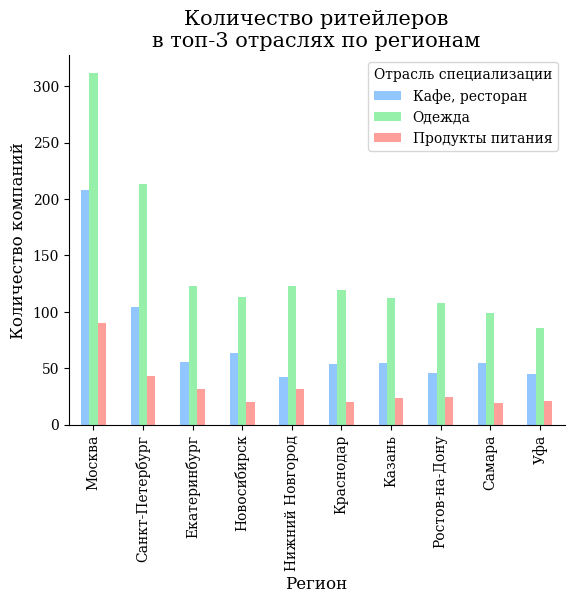 Количество ритейлеров
в топ-3 отраслях по регионам
Отрасль специализации
Кафе, ресторан
Одежда
Продукты питания
Количество компаний
300
250
200
150
100
50
0
Москва
Санкт-Петербург
Екатеринбург
Новосибирск
Нижний Новгород
Краснодар
Казань
Ростов-на-Дону
Самара
Уфа
Регион